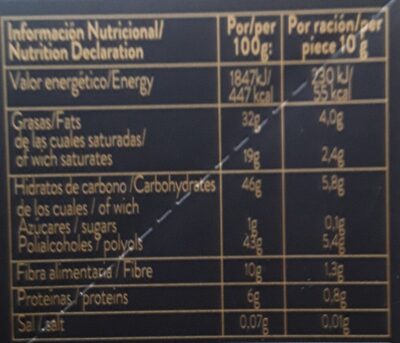 Información Nutricional/ Por/per Por ración/per
Nutrition Declaration 100g: piece 10 g
Valor energético/Energy 1847kJ/ 230 kJ/
447 kcal 55 kcal
Grasas/Fats 32g 4,0g
de las cuales saturadas/
of wich saturates 19g 2,4g
Hidratos de carbono /Carbohydrates 46g 5,8g
de los cuales / of wich
Azúcares / sugars 1g 0,1g
Polialcoholes / polyols 43g 5,4g
Fibra alimentaria / Fibre 10g 1,3g
Proteínas / proteins 6g 0,8g
Sal / salt 0,07g 0,01g